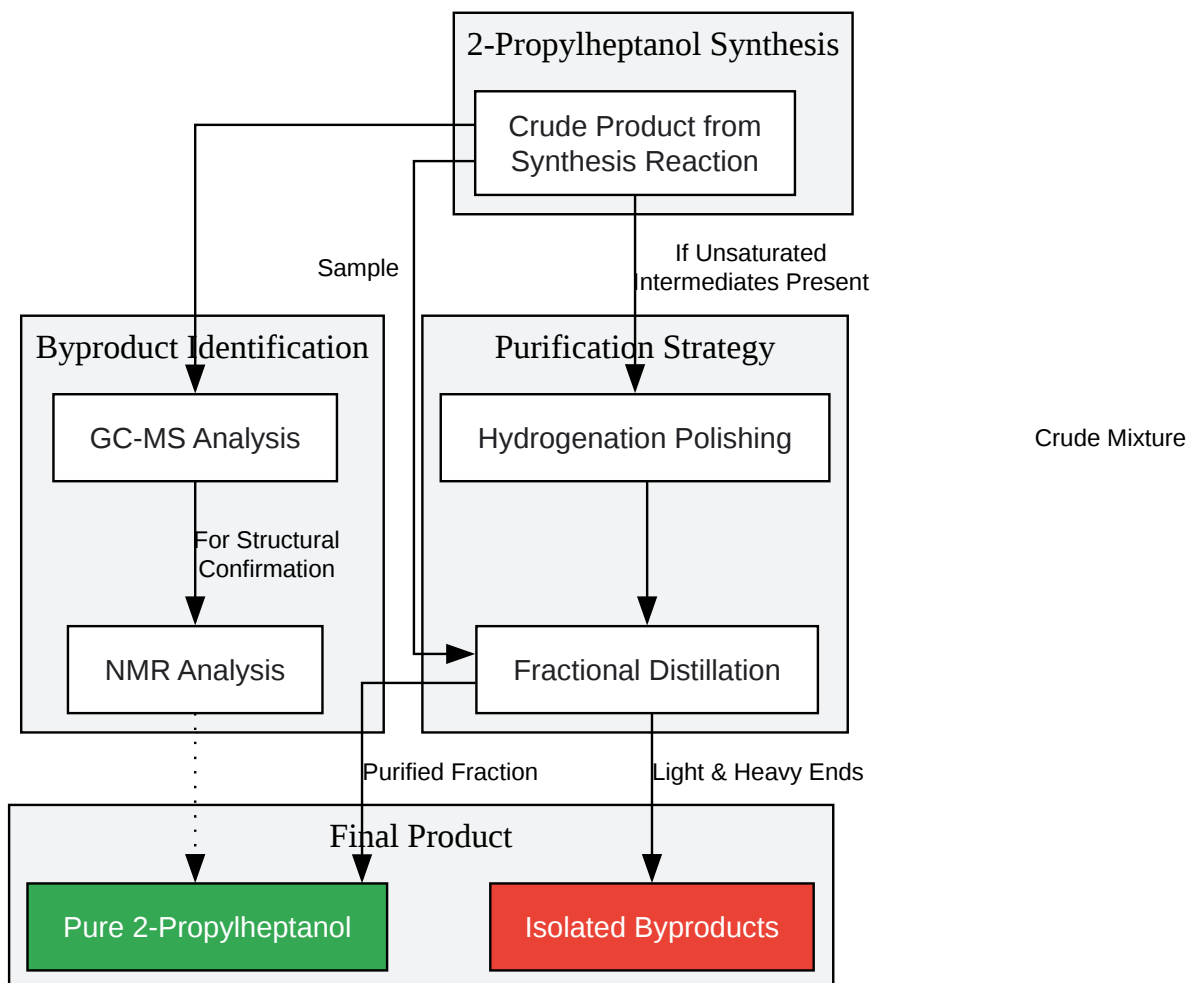 2-Propylheptanol Synthesis
Crude Product from
Synthesis Reaction
If Unsaturated
Intermediates Present
Sample
Byproduct Identification
Purification Strategy
GC-MS Analysis
Hydrogenation Polishing
Crude Mixture
For Structural
Confirmation
NMR Analysis
Fractional Distillation
Purified Fraction
Light & Heavy Ends
Final Product
Pure 2-Propylheptanol
Isolated Byproducts